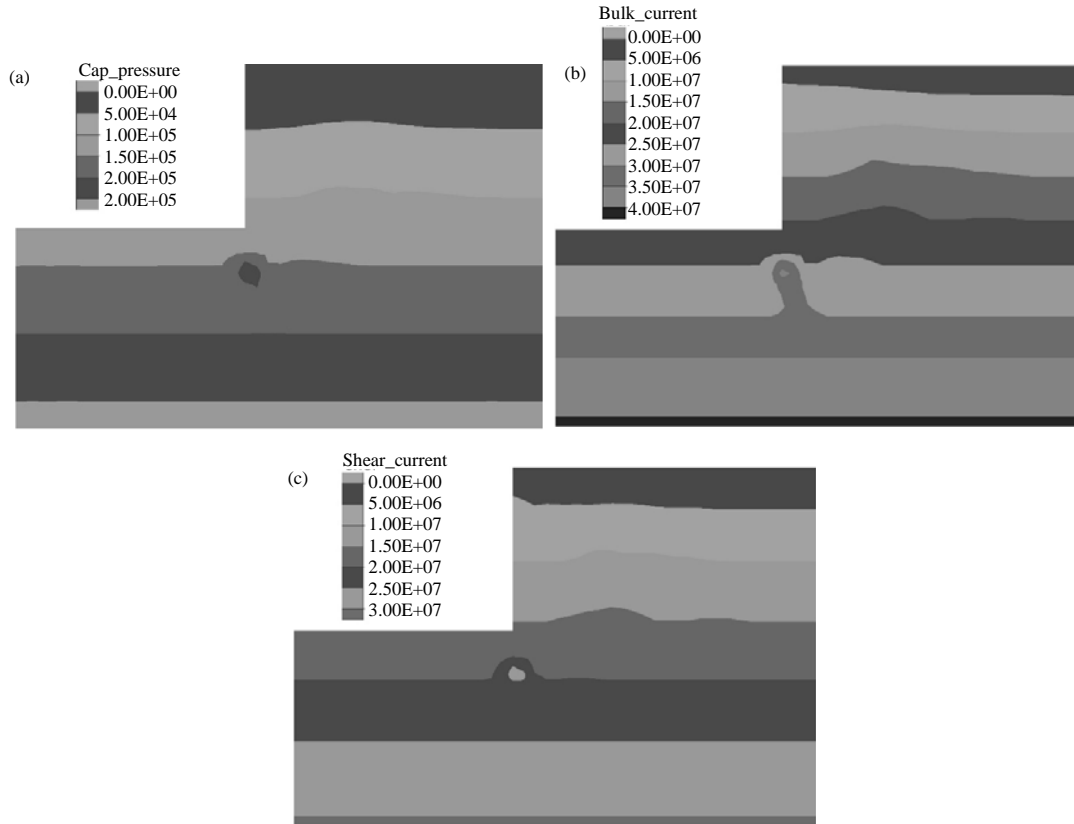 (a)
Cap_pressure
0.00E+00
5.00E+04
1.00E+05
1.50E+05
2.00E+05
2.00E+05
(b)
Bulk_current
0.00E+00
5.00E+06
1.00E+07
1.50E+07
2.00E+07
2.50E+07
3.00E+07
3.50E+07
4.00E+07
(c)
Shear_current
0.00E+00
5.00E+06
1.00E+07
1.50E+07
2.00E+07
2.50E+07
3.00E+07